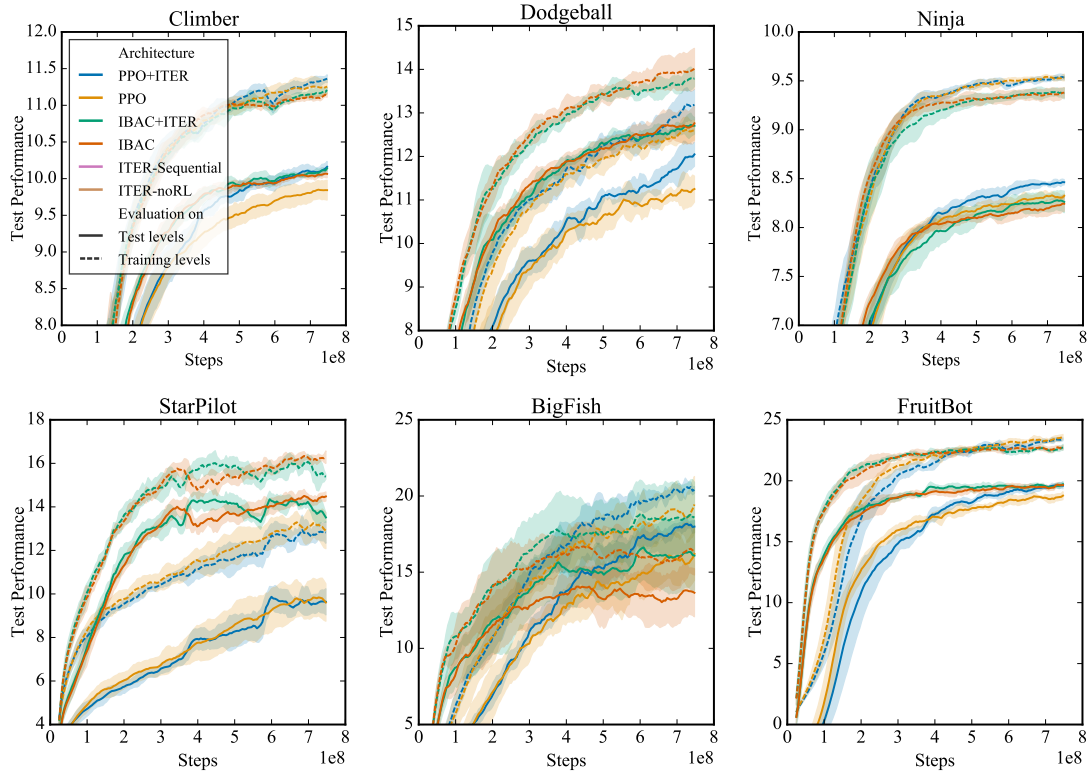 Climber
Test Performance
12.0
11.5
11.0
10.5
10.0
9.5
9.0
8.5
8.0
Architecture
PPO+ITER
PPO
IBAC+ITER
IBAC
ITER-Sequential
ITER-noRL
Evaluation on
Test levels
Training levels
0 1 2 3 4 5 6 7 8
Steps
1e8
Dodgeball
Test Performance
15
14
13
12
11
10
9
8
0 1 2 3 4 5 6 7 8
Steps
1e8
Ninja
Test Performance
10.0
9.5
9.0
8.5
8.0
7.5
7.0
0 1 2 3 4 5 6 7 8
Steps
1e8
StarPilot
Test Performance
18
16
14
12
10
8
6
4
0 1 2 3 4 5 6 7 8
Steps
1e8
BigFish
Test Performance
25
20
15
10
5
0 1 2 3 4 5 6 7 8
Steps
1e8
FruitBot
Test Performance
25
20
15
10
5
0
0 1 2 3 4 5 6 7 8
Steps
1e8